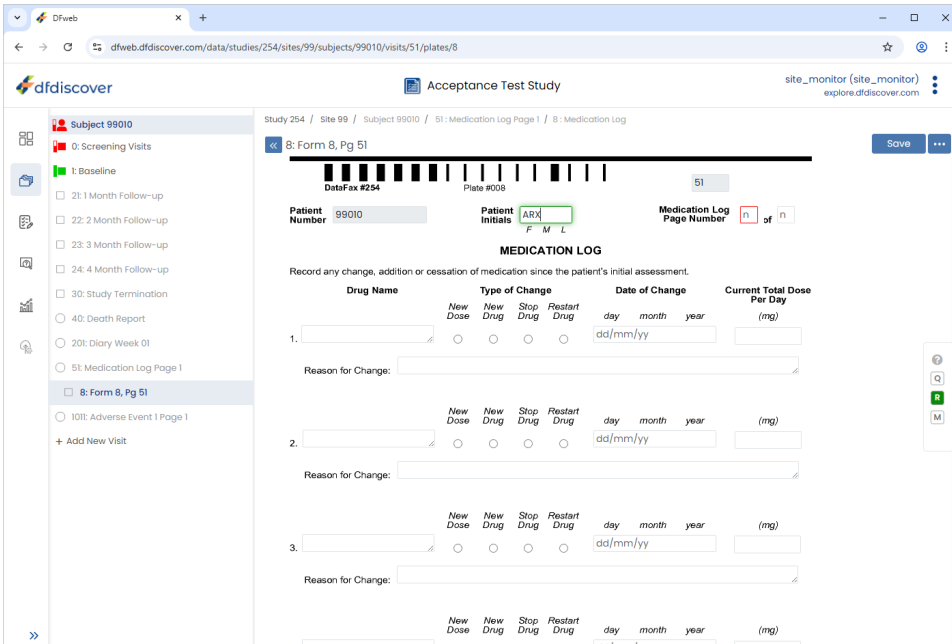 DFweb
dfweb.dfdiscover.com/data/studies/254/sites/99/subjects/99010/visits/51/plates/8
dfdiscover
Acceptance Test Study
site_monitor (site_monitor)
explore.dfdiscover.com
Subject 99010
0: Screening Visits
1: Baseline
21: 1 Month Follow-up
22: 2 Month Follow-up
23: 3 Month Follow-up
24: 4 Month Follow-up
30: Study Termination
40: Death Report
201: Diary Week 01
51: Medication Log Page 1
8: Form 8, Pg 51
1011: Adverse Event 1 Page 1
+ Add New Visit
Study 254 / Site 99 / Subject 99010 / 51 : Medication Log Page 1 / 8 : Medication Log
« 8: Form 8, Pg 51
Save
DataFax #254
Plate #008
51
Patient Number 99010
Patient Initials ARX
F M L
Medication Log Page Number n of n
MEDICATION LOG
Record any change, addition or cessation of medication since the patient's initial assessment.
Drug Name Type of Change Date of Change Current Total Dose Per Day
New Dose New Drug Stop Drug Restart Drug day month year (mg)
1. dd/mm/yy
Reason for Change:
New Dose New Drug Stop Drug Restart Drug day month year (mg)
2. dd/mm/yy
Reason for Change:
New Dose New Drug Stop Drug Restart Drug day month year (mg)
3. dd/mm/yy
Reason for Change:
New Dose New Drug Stop Drug Restart Drug day month year (mg)
?
Q
R
M